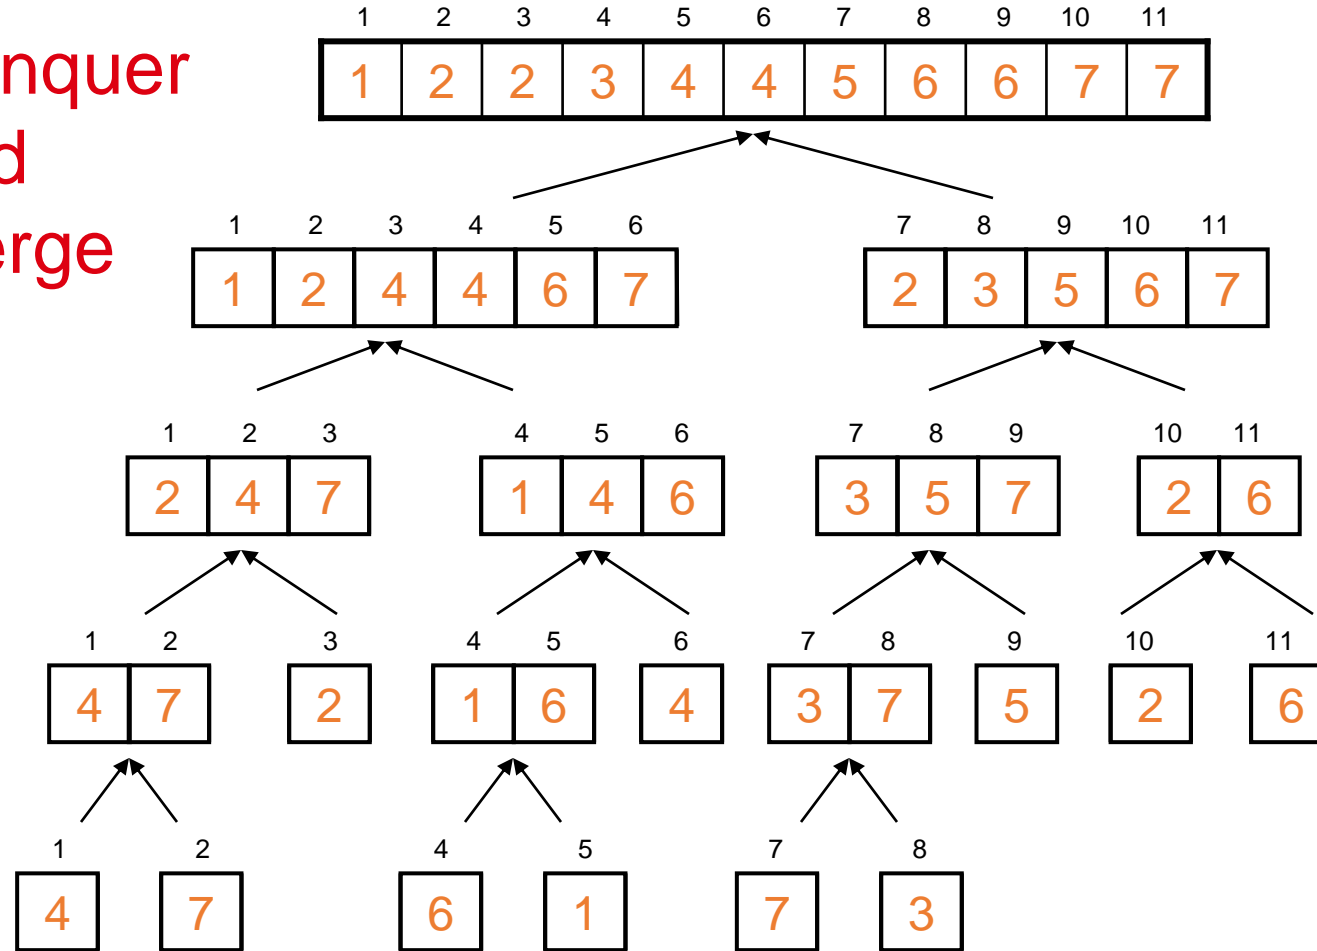 1 2 3 4 5 6 7 8 9 10 11
nquer
1 2 2 3 4 4 5 6 6 7 7
d
erge
1 2 3 4 5 6 7 8 9 10 11
1 2 4 4 6 7 2 3 5 6 7
1 2 3 4 5 6 7 8 9 10 11
2 4 7 1 4 6 3 5 7 2 6
1 2 3 4 5 6 7 8 9 10 11
4 7 2 1 6 4 3 7 5 2 6
1 2 4 5 7 8
4 7 6 1 7 3